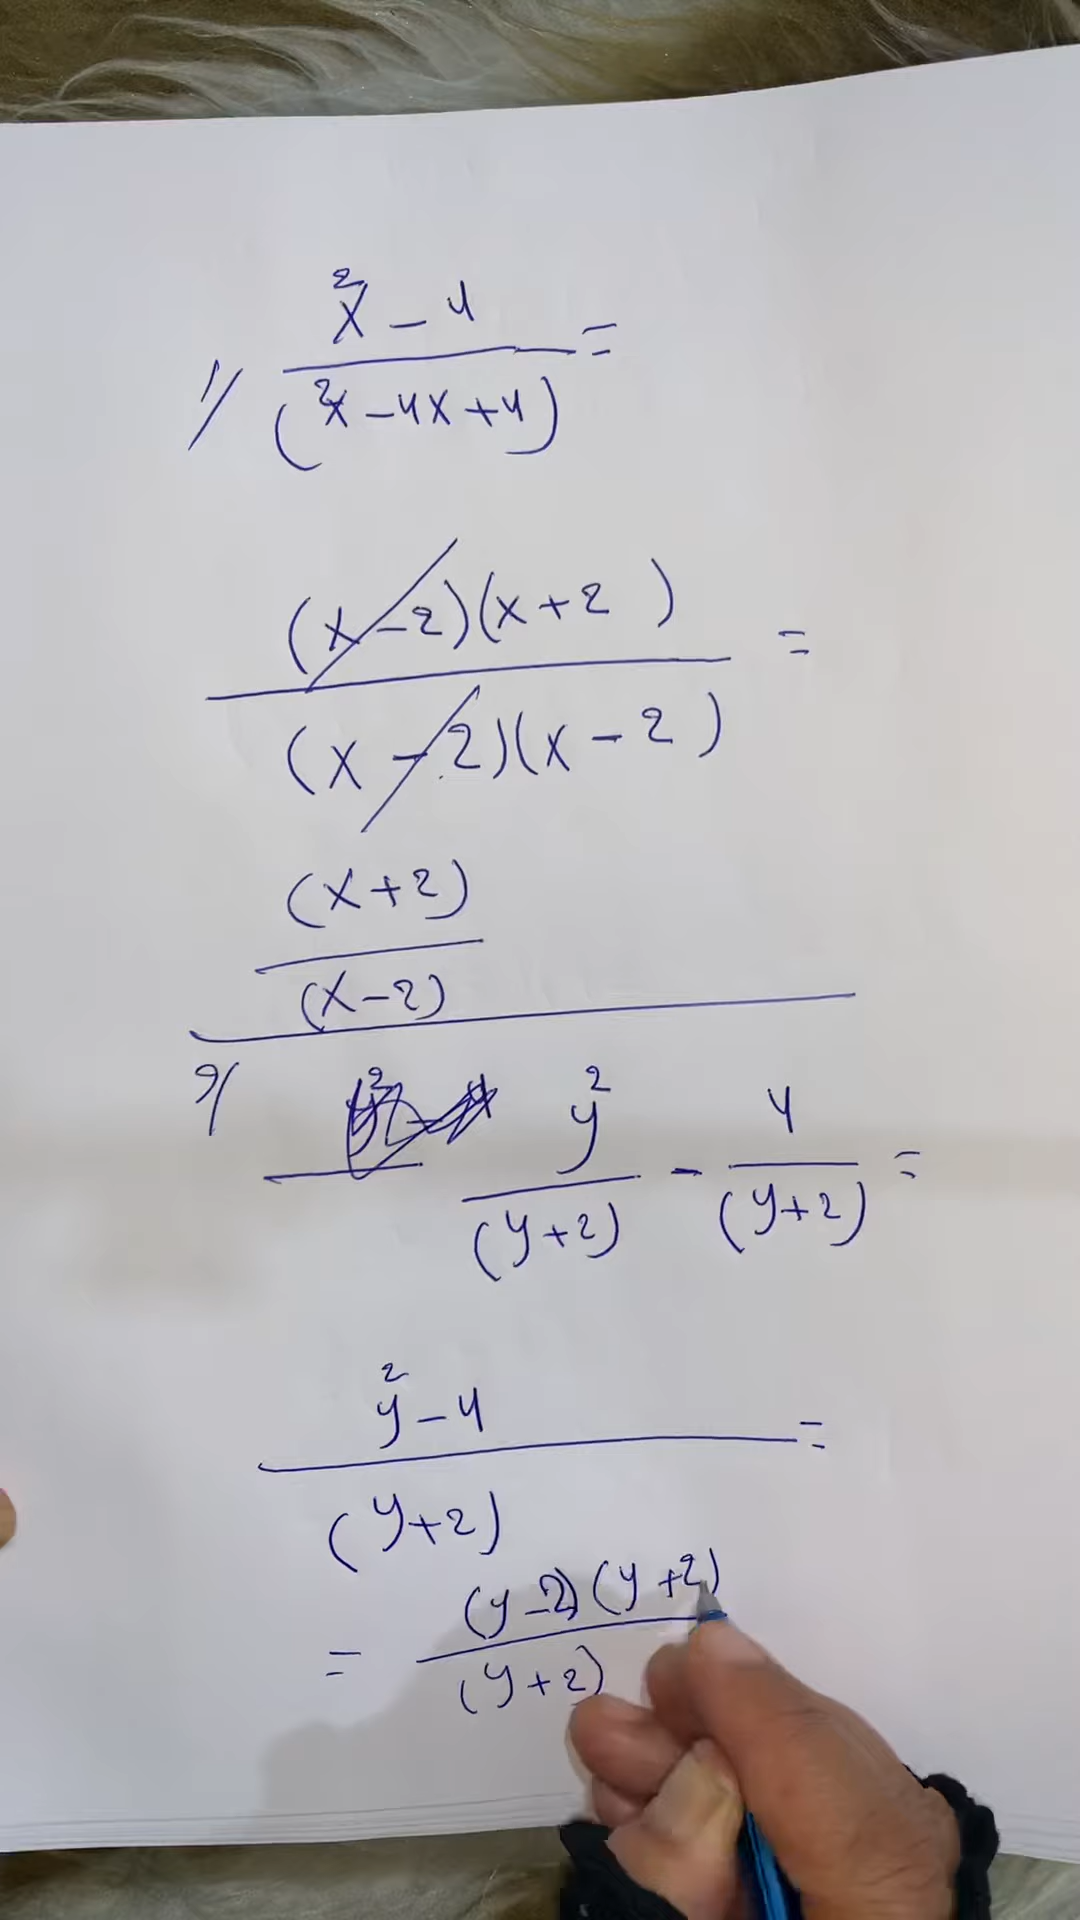 1/ (x² - 4) / (x² - 4x + 4) =
(x - 2)(x + 2) / (x - 2)(x - 2) =
(x + 2) / (x - 2)
2/ y² / (y + 2) - 4 / (y + 2) =
y² - 4 / (y + 2) =
= (y - 2)(y + 2) / (y + 2)